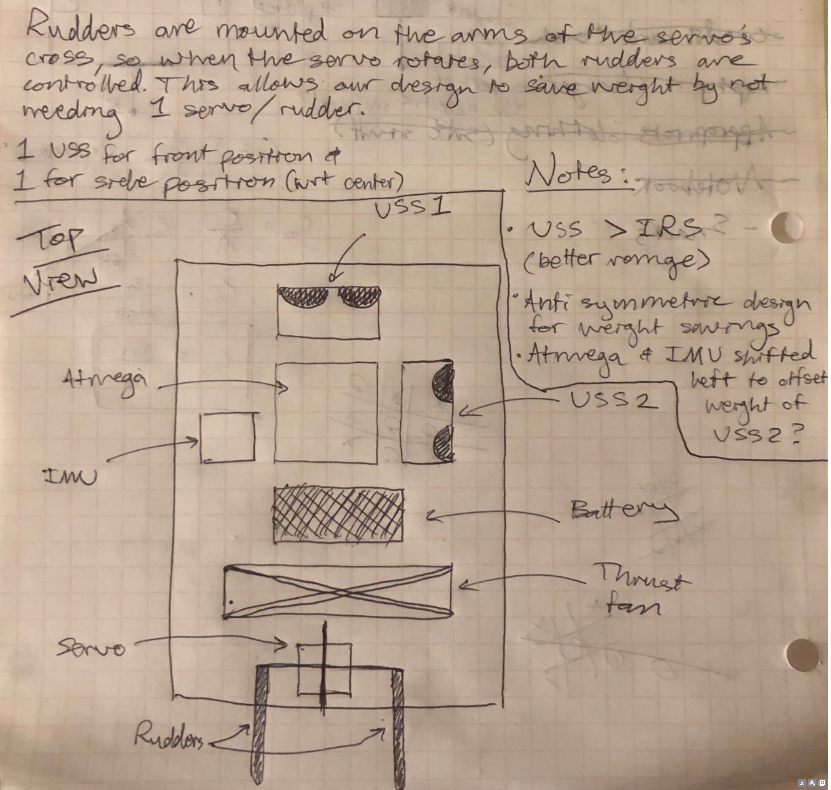 Rudders are mounted on the arms of the servo's
cross, so when the servo rotates, both rudders are
controlled. This allows our design to save weight by not
needing 1 servo/rudder.
1 USS for front position &
1 for side position (wrt center)
Notes:
• USS > IRS
(better range)
• Anti symmetric design
for weight savings
• Atmega & IMU shifted
left to offset
weight of
USS2?
Top
View
USS1
Atmega
USS2
IMU
Battery
Thrust
fan
Servo
Rudders